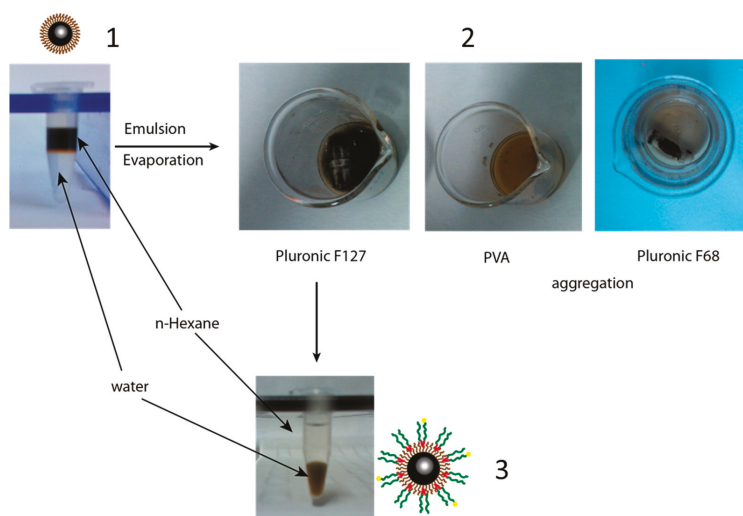 1
2
Emulsion
Evaporation
Pluronic F127
PVA
Pluronic F68
aggregation
n-Hexane
water
3